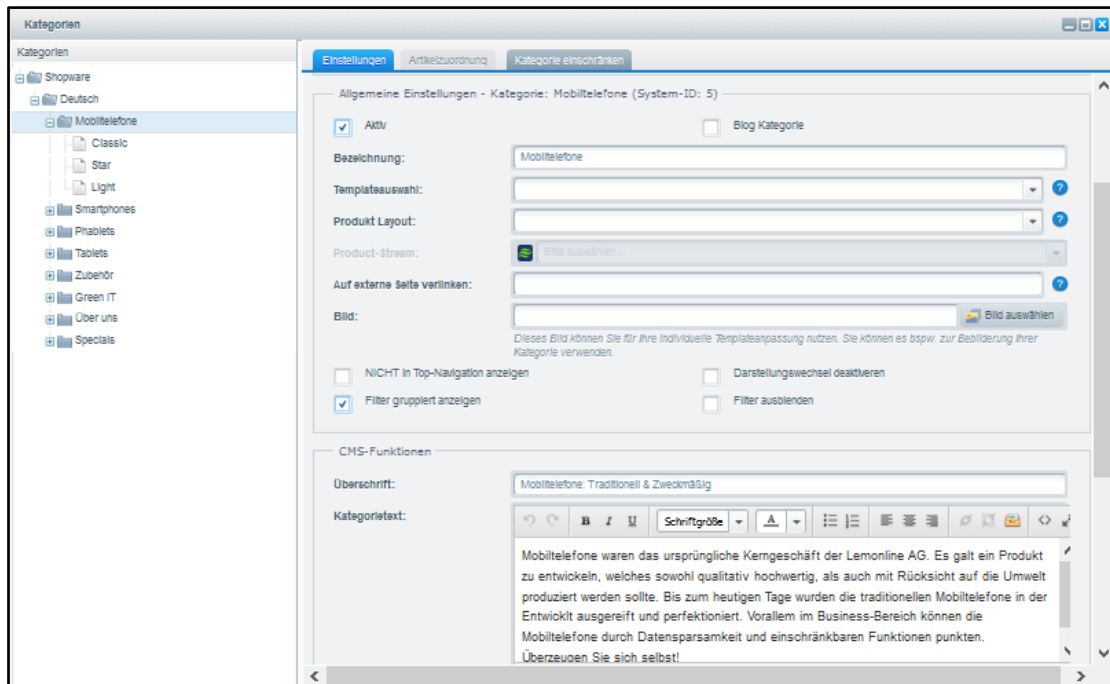 Kategorien
Kategorien
Shopware
Deutsch
Mobiltelefone
Classic
Star
Light
Smartphones
Phablets
Tablets
Zubehör
Green IT
Über uns
Specials
Einstellungen
Artikelzuordnung
Kategorie einschränken
Allgemeine Einstellungen - Kategorie: Mobiltelefone (System-ID: 5)
Aktiv
Blog Kategorie
Bezeichnung:
Mobiltelefone
Templateauswahl:
Produkt Layout:
Product-Stream:
Bitte auswählen ...
Auf externe Seite verlinken:
Bild:
Bild auswählen
Dieses Bild können Sie für Ihre individuelle Templateanpassung nutzen. Sie können es bspw. zur Bebilderung Ihrer
Kategorie verwenden.
NICHT in Top-Navigation anzeigen
Darstellungswechsel deaktiveren
Filter gruppiert anzeigen
Filter ausblenden
CMS-Funktionen
Überschrift:
Mobiltelefone: Traditionell & Zweckmäßig
Kategorietext:
B I U Schriftgröße A
Mobiltelefone waren das ursprüngliche Kerngeschäft der Lemonline AG. Es galt ein Produkt
zu entwickeln, welches sowohl qualitativ hochwertig, als auch mit Rücksicht auf die Umwelt
produziert werden sollte. Bis zum heutigen Tage wurden die traditionellen Mobiltelefone in der
Entwicklt ausgereift und perfektioniert. Vorallem im Business-Bereich können die
Mobiltelefone durch Datensparsamkeit und einschränkbaren Funktionen punkten.
Überzeugen Sie sich selbst!